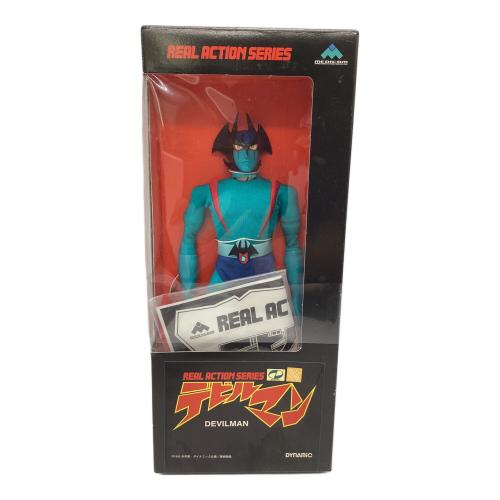 REAL ACTION SERIES
MEDICOM
REAL AC
REAL ACTION SERIES
デビルマン
DEVILMAN
DYNAMIC